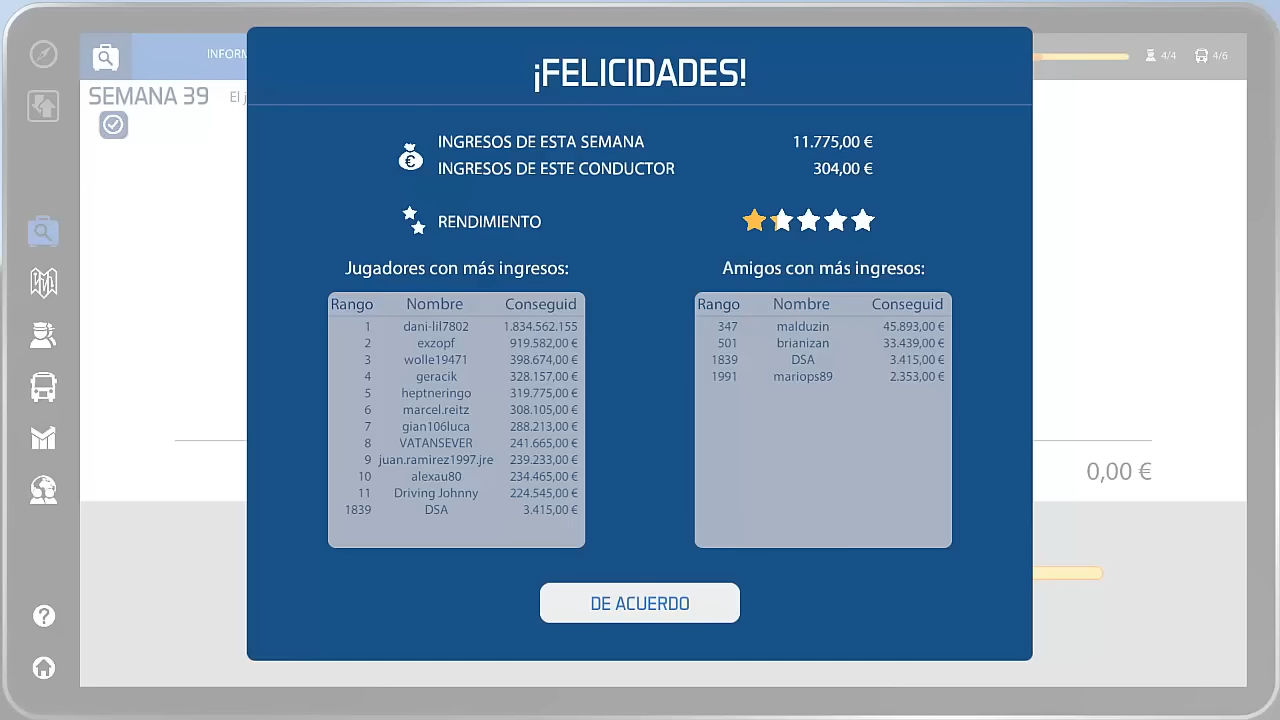 INFORM
4/4
4/6
SEMANA 39
El j
¡FELICIDADES!
INGRESOS DE ESTA SEMANA 11.775,00 €
INGRESOS DE ESTE CONDUCTOR 304,00 €
RENDIMIENTO
Jugadores con más ingresos:
Rango Nombre Conseguid
1 dani-lil7802 1.834.562.155
2 exzopf 919.582,00 €
3 wolle19471 398.674,00 €
4 geracik 328.157,00 €
5 heptneringo 319.775,00 €
6 marcel.reitz 308.105,00 €
7 gian106luca 288.213,00 €
8 VATANSEVER 241.665,00 €
9 juan.ramirez1997.jre 239.233,00 €
10 alexau80 234.465,00 €
11 Driving Johnny 224.545,00 €
1839 DSA 3.415,00 €
Amigos con más ingresos:
Rango Nombre Conseguid
347 malduzin 45.893,00 €
501 brianizan 33.439,00 €
1839 DSA 3.415,00 €
1991 mariops89 2.353,00 €
0,00 €
DE ACUERDO